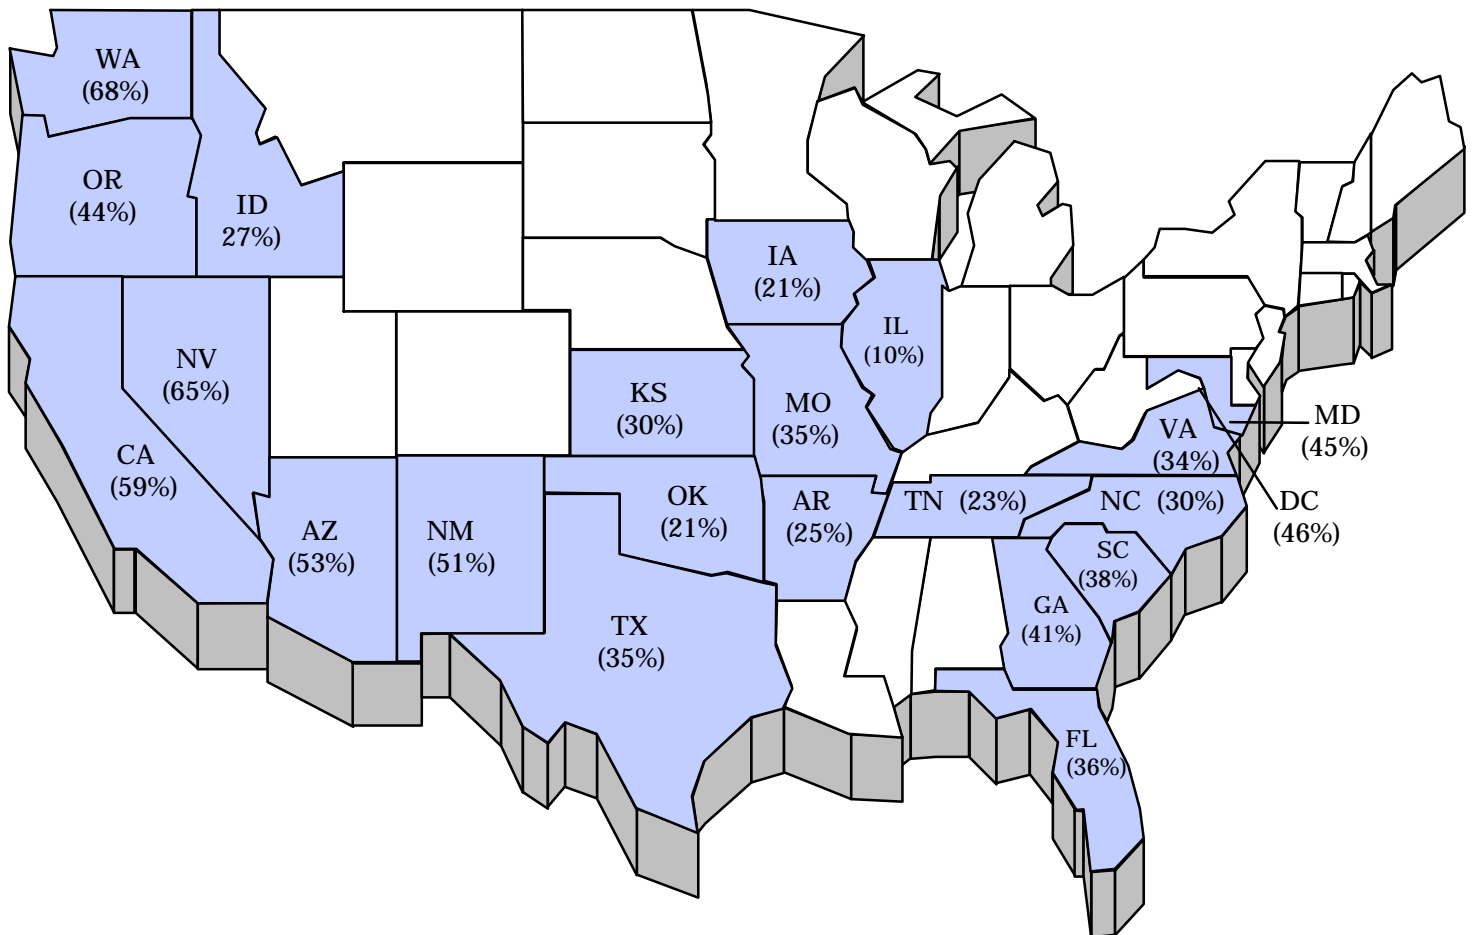 WA
(68%)
OR
(44%)
ID
27%)
IA
(21%)
IL
(10%)
NV
(65%)
KS
(30%)
MO
(35%)
MD
(45%)
VA
(34%)
CA
(59%)
OK
(21%)
AR
(25%)
TN (23%)
NC (30%)
DC
(46%)
AZ
(53%)
NM
(51%)
SC
(38%)
GA
(41%)
TX
(35%)
FL
(36%)